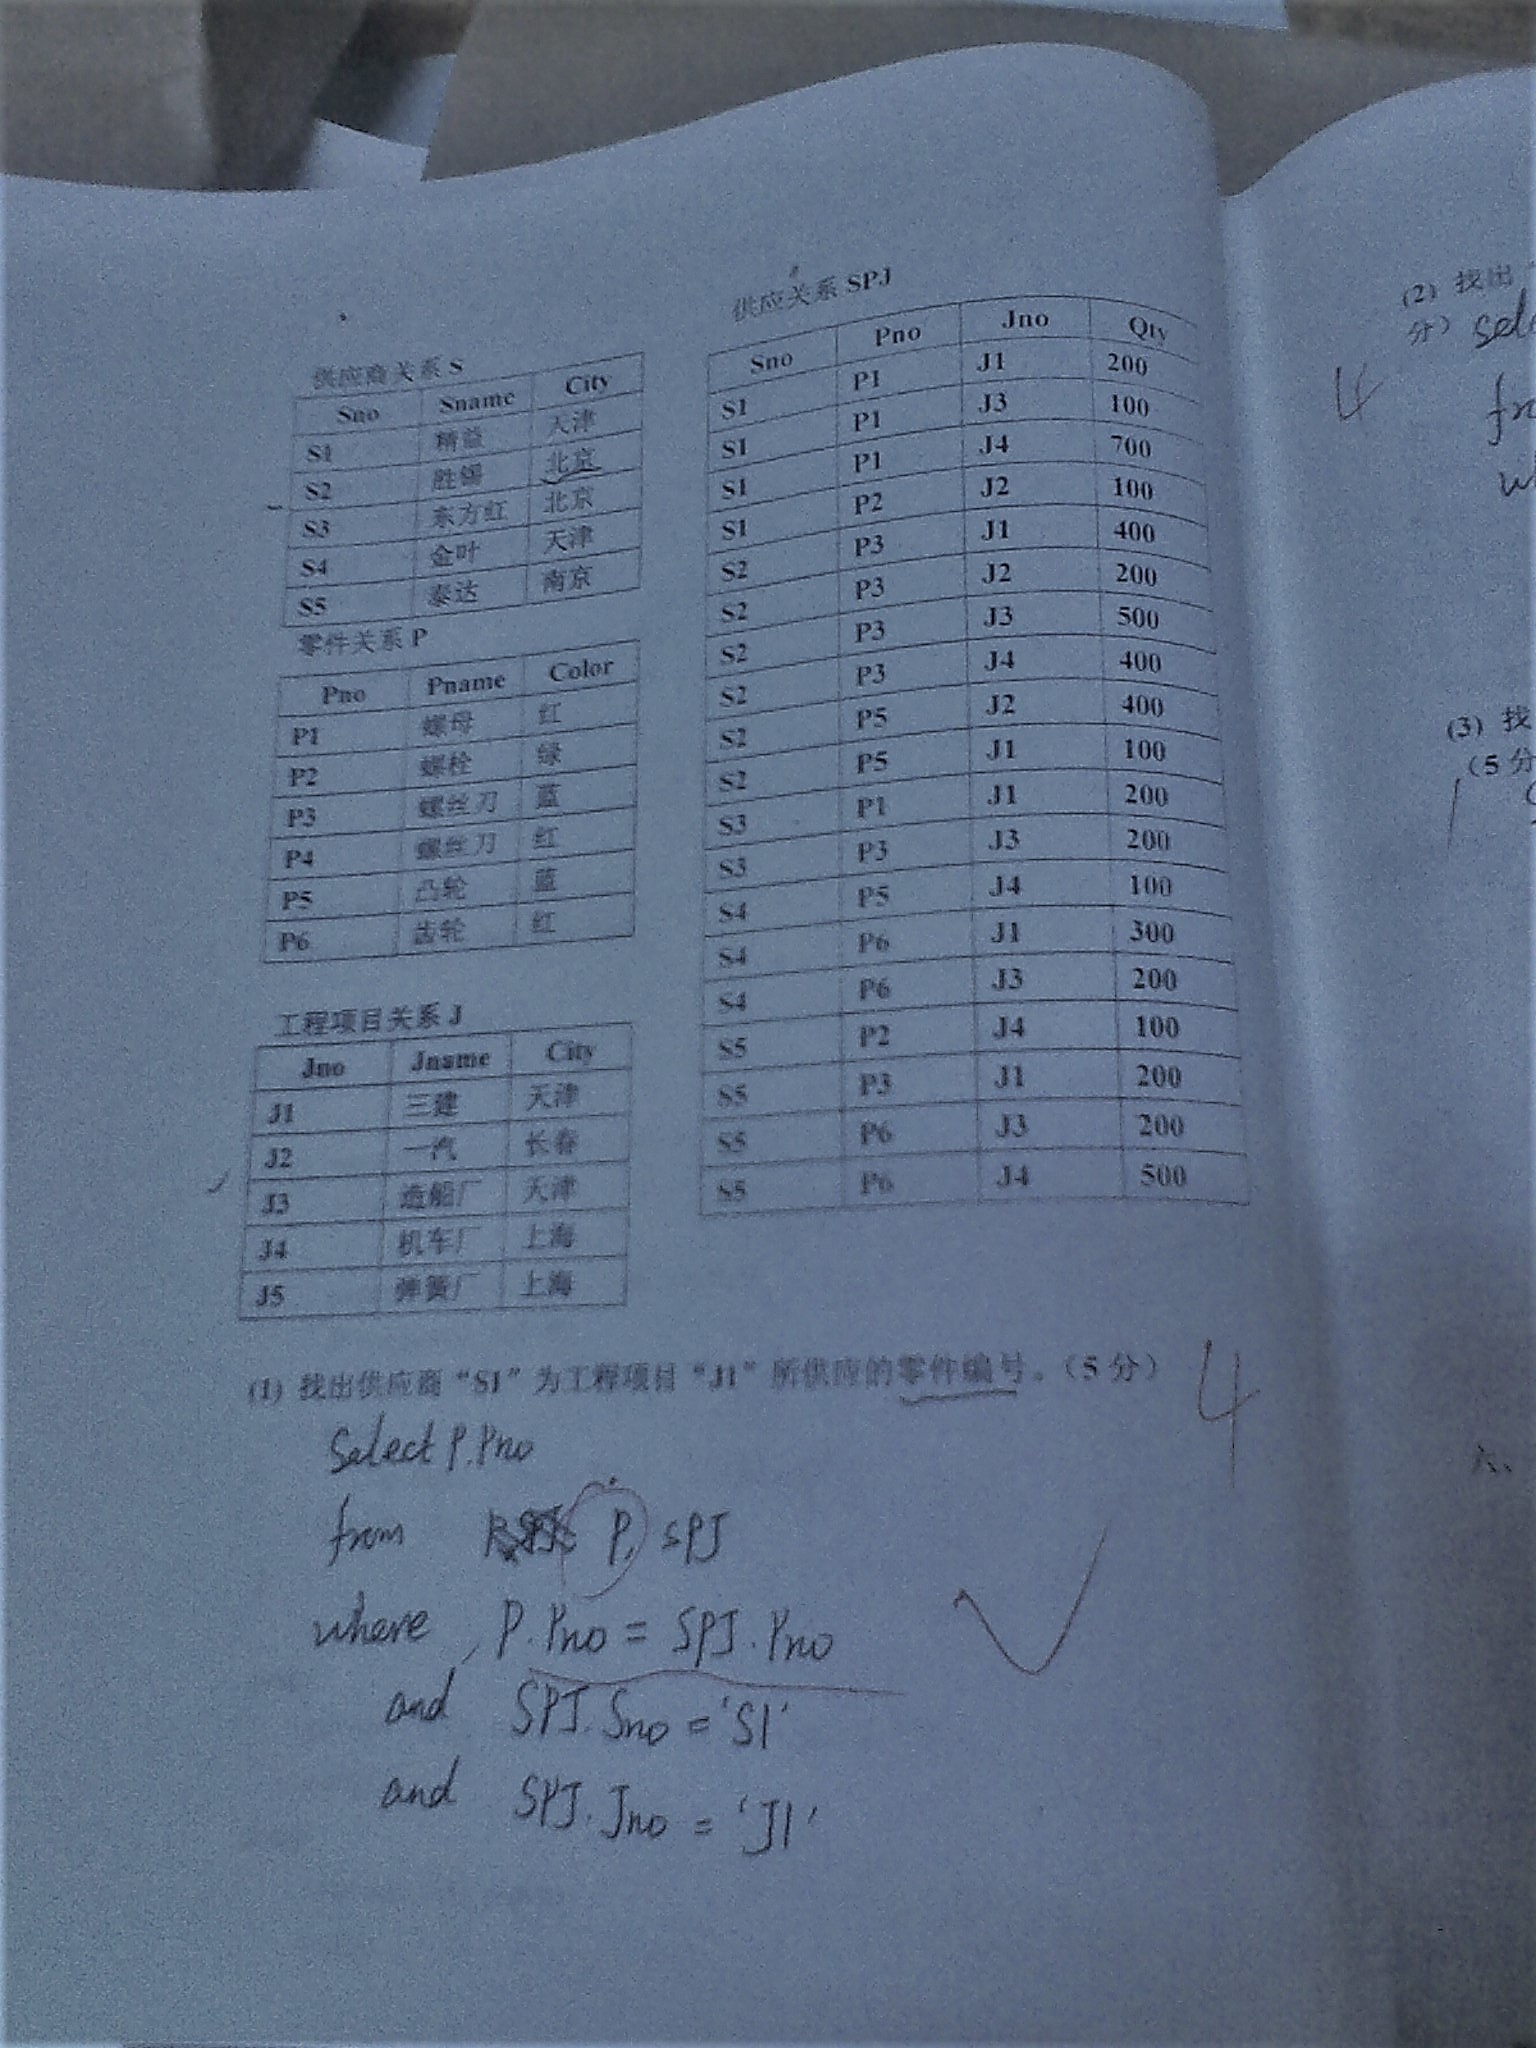 供应商关系 S
Sno Sname City
S1 精益 天津
S2 胜锡 北京
S3 东方红 北京
S4 金叶 天津
S5 泰达 南京
零件关系 P
Pno Pname Color
P1 螺母 红
P2 螺栓 绿
P3 螺丝刀 蓝
P4 螺丝刀 红
P5 凸轮 蓝
P6 齿轮 红
工程项目关系 J
Jno Jname City
J1 三建 天津
J2 一汽 长春
J3 造船厂 天津
J4 机车厂 上海
J5 弹簧厂 上海
供应关系 SPJ
Sno Pno Jno Qty
S1 P1 J1 200
S1 P1 J3 100
S1 P1 J4 700
S1 P2 J2 100
S2 P3 J1 400
S2 P3 J2 200
S2 P3 J3 500
S2 P3 J4 400
S2 P5 J2 400
S2 P5 J1 100
S3 P1 J1 200
S3 P3 J3 200
S4 P5 J4 100
S4 P6 J1 300
S4 P6 J3 200
S5 P2 J4 100
S5 P3 J1 200
S5 P6 J3 200
S5 P6 J4 500
(1) 找出供应商“S1”为工程项目“J1”所供应的零件编号。（5 分） 4
Select P.Pno
from P, SPJ
where P.Pno = SPJ.Pno
and SPJ.Sno = 'S1'
and SPJ.Jno = 'J1'
(2) 找出
分)
4
(3) 找
(5 分
六、